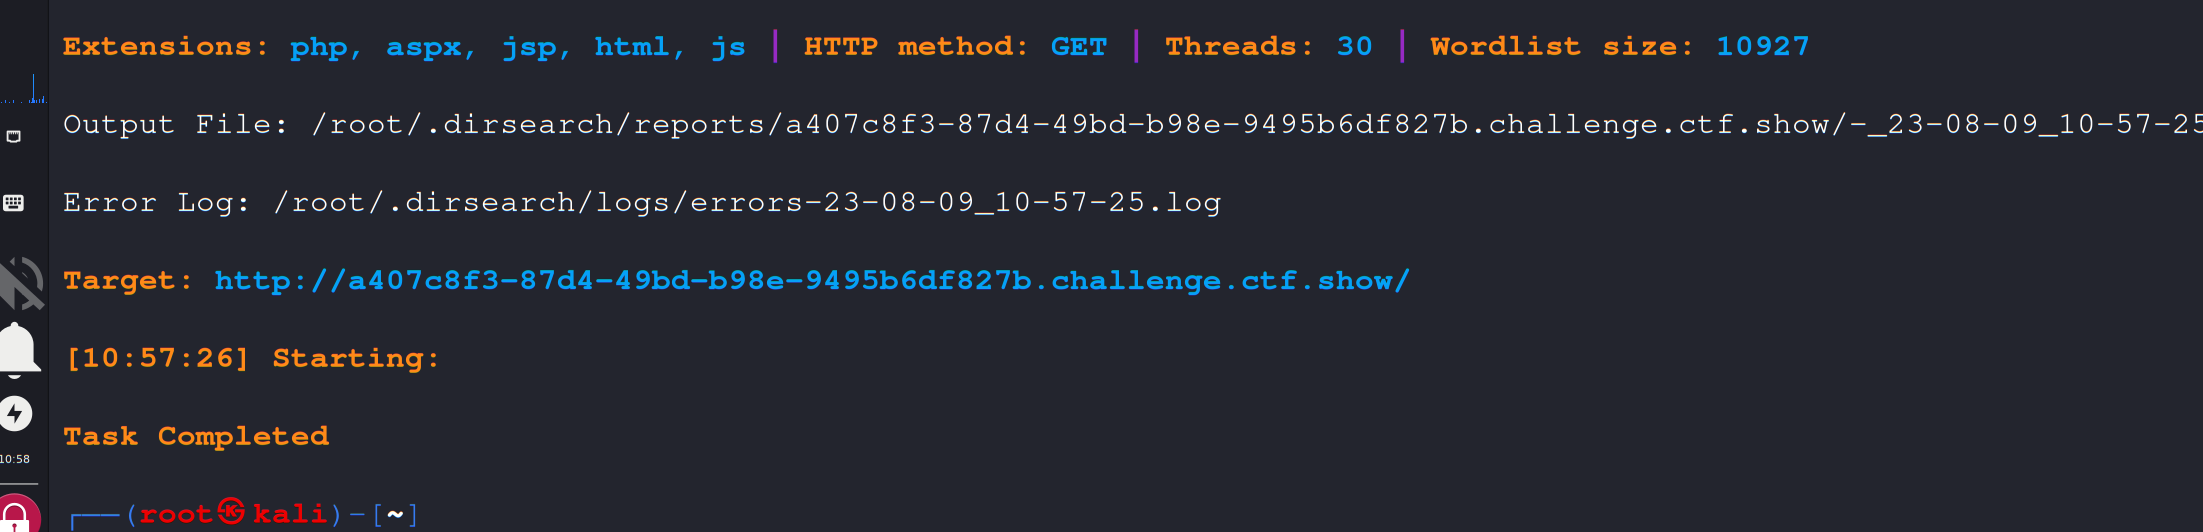 Extensions: php, aspx, jsp, html, js | HTTP method: GET | Threads: 30 | Wordlist size: 10927
Output File: /root/.dirsearch/reports/a407c8f3-87d4-49bd-b98e-9495b6df827b.challenge.ctf.show/-_23-08-09_10-57-25
Error Log: /root/.dirsearch/logs/errors-23-08-09_10-57-25.log
Target: http://a407c8f3-87d4-49bd-b98e-9495b6df827b.challenge.ctf.show/
[10:57:26] Starting:
Task Completed
10:58
┌──(root㉿kali)-[~]